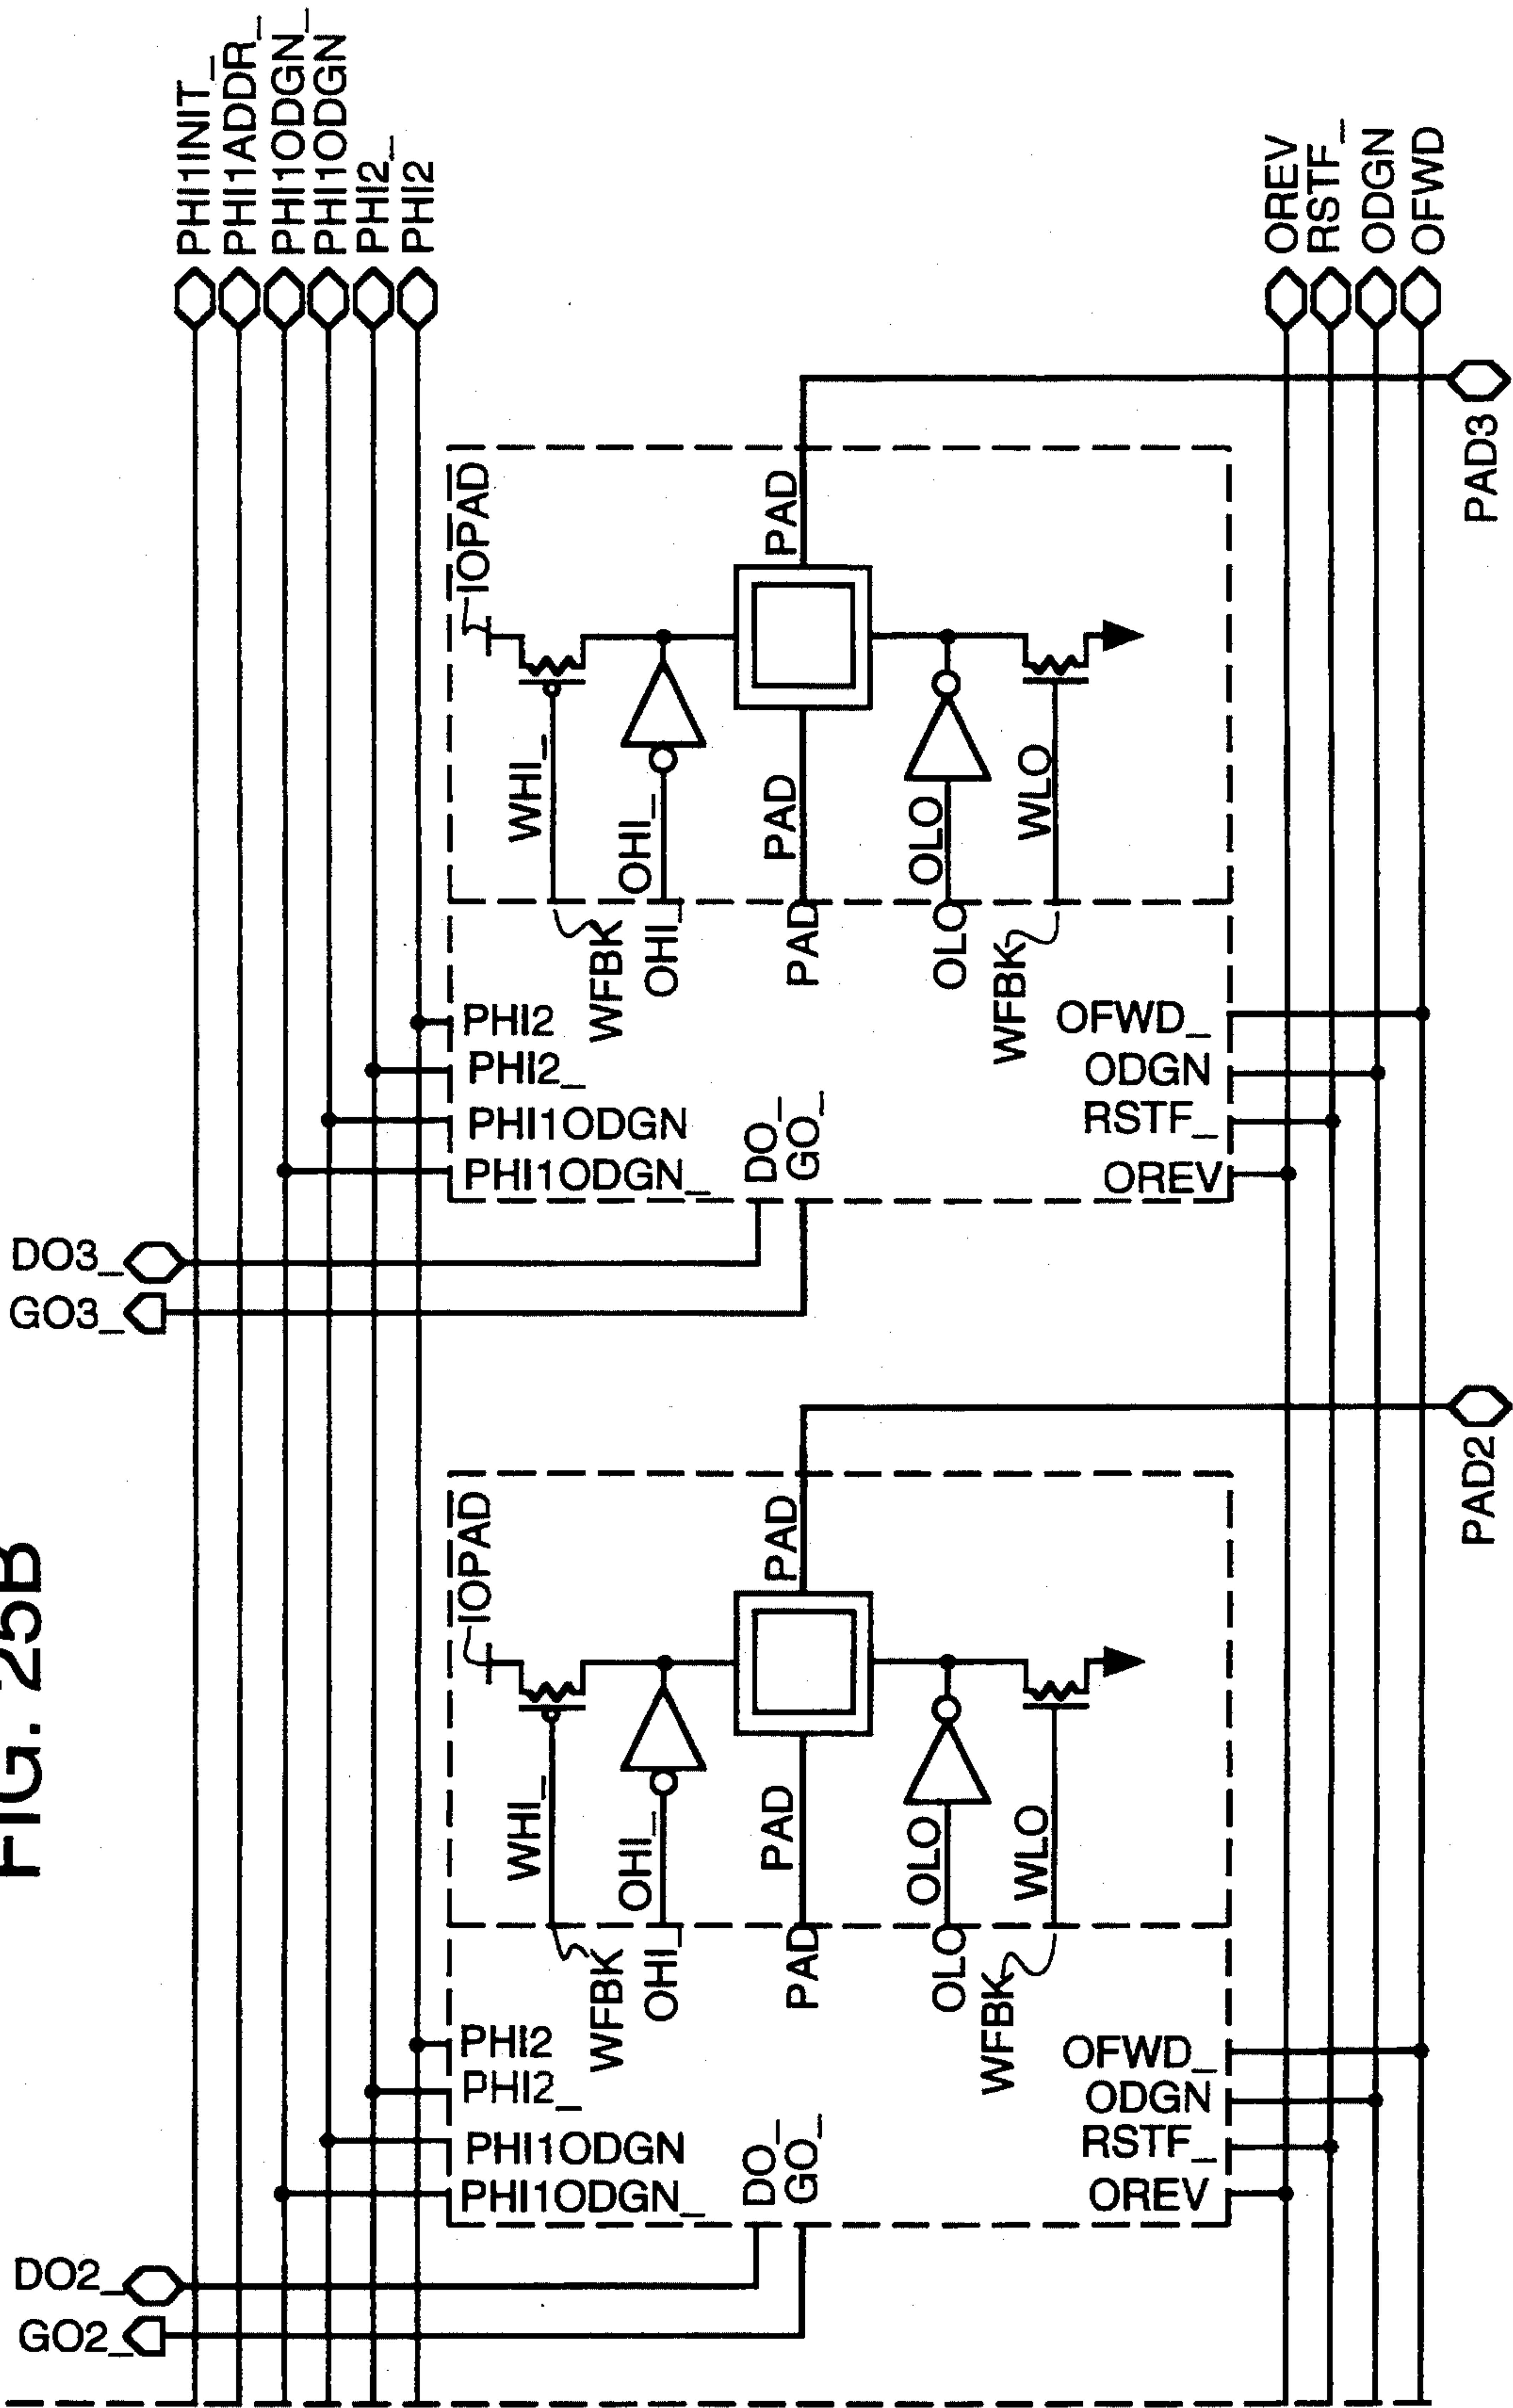 FIG. 25B
PHI1INIT_
PHI1ADDR_
PHI1ODGN_
PHI1ODGN
PHI2_
PHI2
OREV
RSTF_
ODGN
OFWD
DO3_
GO3_
IOPAD
WHI_
OHI_
PAD
PAD
OLO
WLO
WFBK
OHI_
PAD
OLO
WFBK
PHI2
PHI2_
PHI1ODGN
PHI1ODGN_
DO_
GO_
OFWD_
ODGN
RSTF_
OREV
PAD3
DO2_
GO2_
IOPAD
WHI_
OHI_
PAD
PAD
OLO
WLO
WFBK
OHI_
PAD
OLO
WFBK
PHI2
PHI2_
PHI1ODGN
PHI1ODGN_
DO_
GO_
OFWD_
ODGN
RSTF_
OREV
PAD2